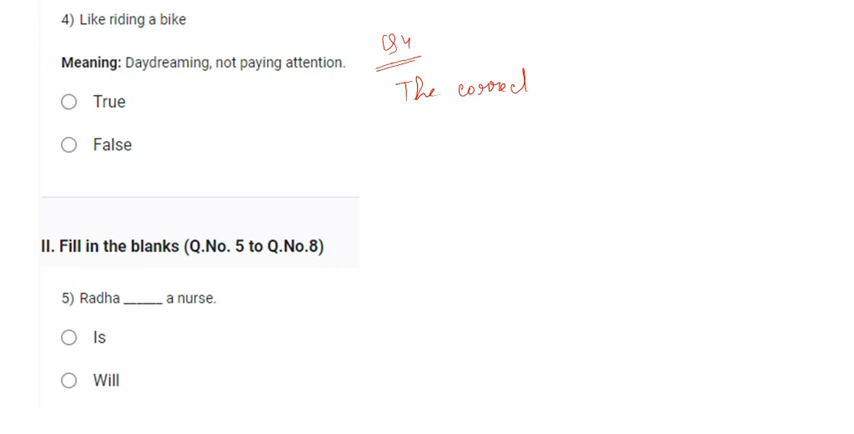 4) Like riding a bike
Meaning: Daydreaming, not paying attention.
True
False
Q4
The correct
II. Fill in the blanks (Q.No. 5 to Q.No.8)
5) Radha _____ a nurse.
Is
Will